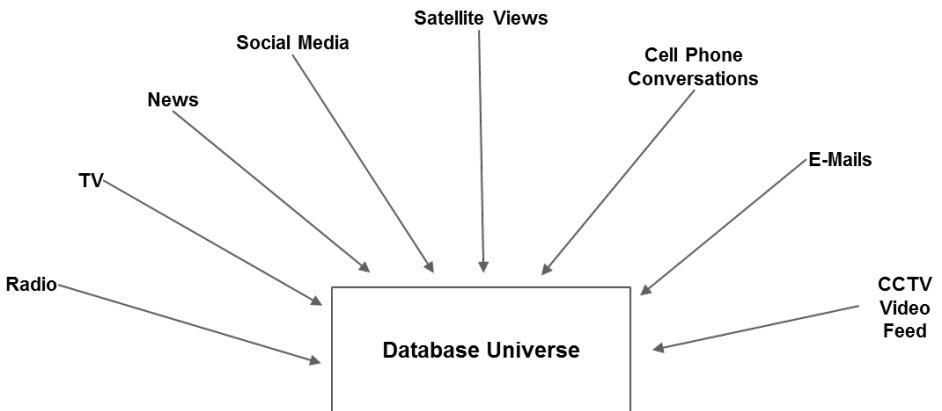 Satellite Views
Social Media
Cell Phone
Conversations
News
E-Mails
TV
Radio
CCTV
Video
Feed
Database Universe